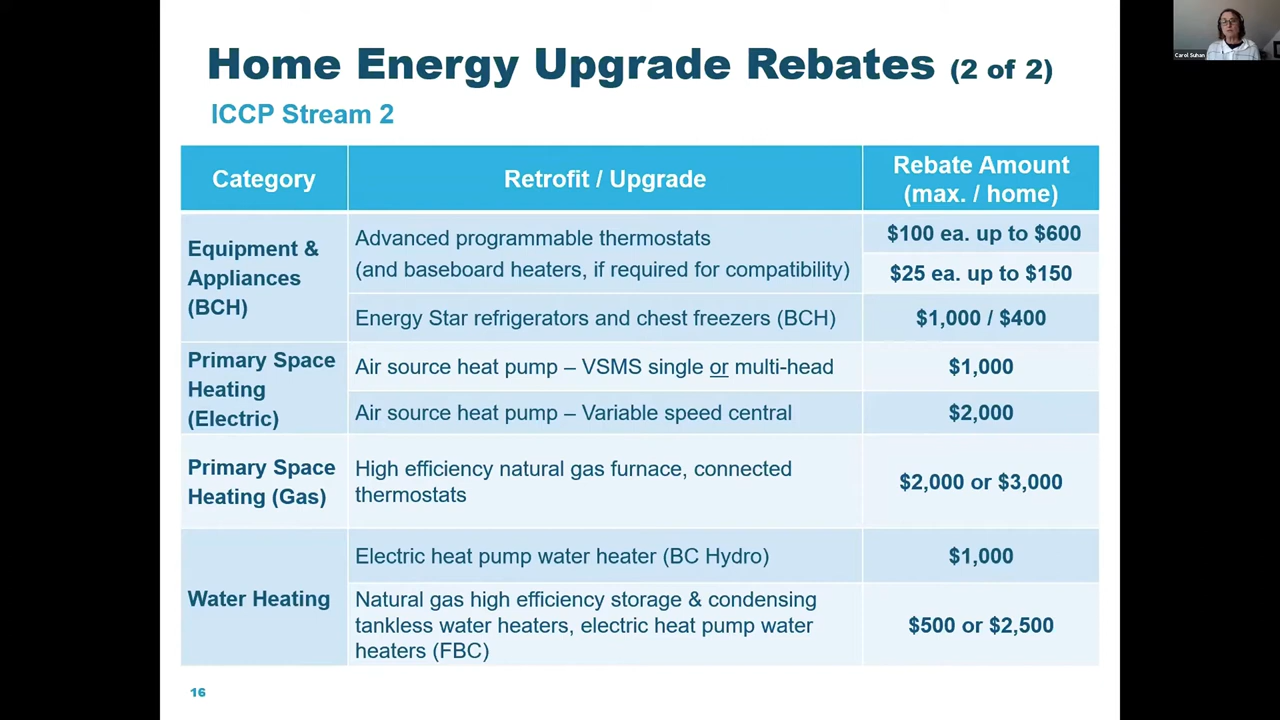 Home Energy Upgrade Rebates (2 of 2)
ICCP Stream 2
Category
Retrofit / Upgrade
Rebate Amount
(max. / home)
Equipment &
Appliances
(BCH)
Advanced programmable thermostats
(and baseboard heaters, if required for compatibility)
$100 ea. up to $600
$25 ea. up to $150
Energy Star refrigerators and chest freezers (BCH)
$1,000 / $400
Primary Space
Heating
(Electric)
Air source heat pump – VSMS single or multi-head
$1,000
Air source heat pump – Variable speed central
$2,000
Primary Space
Heating (Gas)
High efficiency natural gas furnace, connected
thermostats
$2,000 or $3,000
Water Heating
Electric heat pump water heater (BC Hydro)
$1,000
Natural gas high efficiency storage & condensing
tankless water heaters, electric heat pump water
heaters (FBC)
$500 or $2,500
16
Carol Suhan